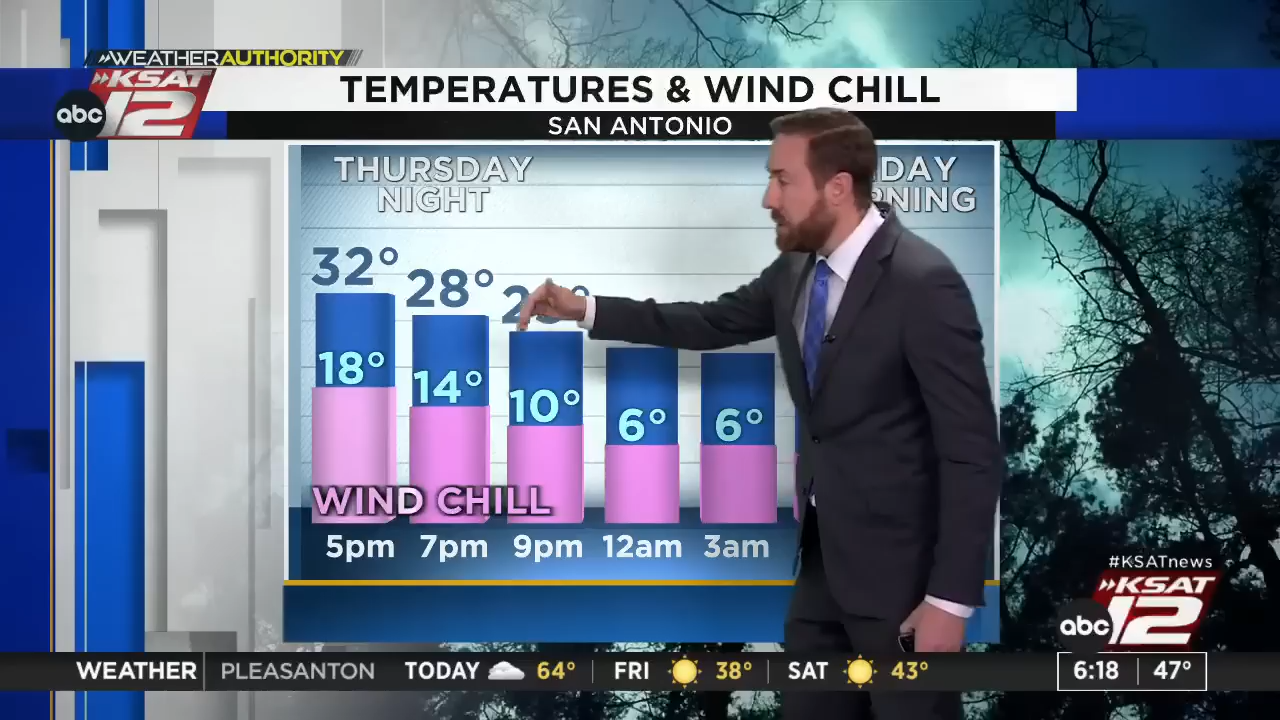 WEATHERAUTHORITY
KSAT
abc 12
TEMPERATURES & WIND CHILL
SAN ANTONIO
THURSDAY
NIGHT
32° 28°
18° 14° 10° 6° 6°
WIND CHILL
5pm 7pm 9pm 12am 3am
#KSATnews
KSAT
abc 12
WEATHER PLEASANTON TODAY 64° FRI 38° SAT 43° 6:18 47°